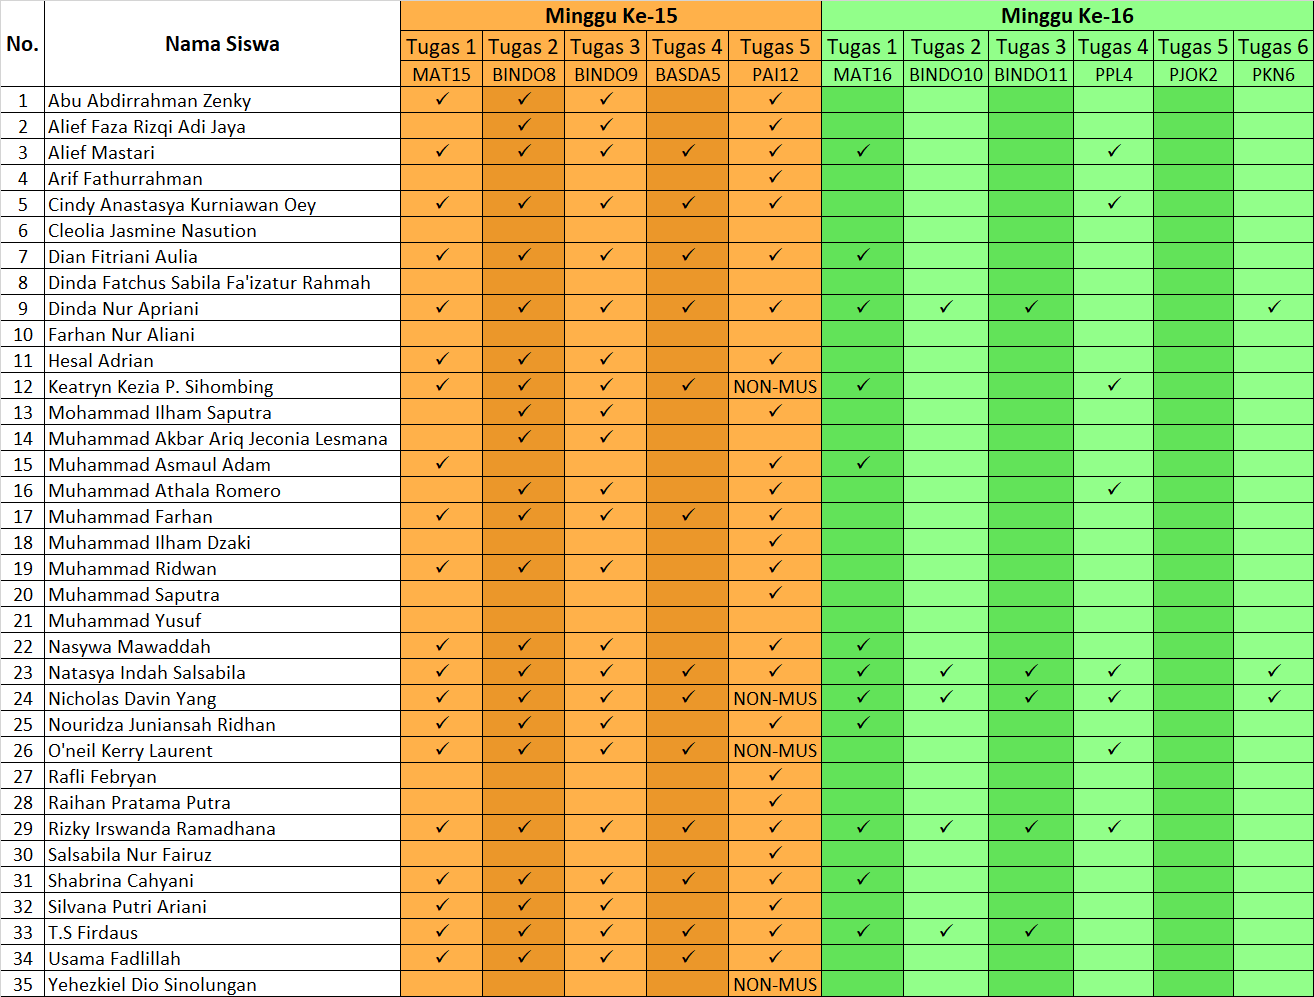 No. Nama Siswa Minggu Ke-15 Minggu Ke-16
Tugas 1 Tugas 2 Tugas 3 Tugas 4 Tugas 5 Tugas 1 Tugas 2 Tugas 3 Tugas 4 Tugas 5 Tugas 6
MAT15 BINDO8 BINDO9 BASDA5 PAI12 MAT16 BINDO10 BINDO11 PPL4 PJOK2 PKN6
1 Abu Abdirrahman Zenky ✓ ✓ ✓ ✓
2 Alief Faza Rizqi Adi Jaya ✓ ✓ ✓
3 Alief Mastari ✓ ✓ ✓ ✓ ✓ ✓ ✓
4 Arif Fathurrahman ✓
5 Cindy Anastasya Kurniawan Oey ✓ ✓ ✓ ✓ ✓ ✓
6 Cleolia Jasmine Nasution
7 Dian Fitriani Aulia ✓ ✓ ✓ ✓ ✓ ✓
8 Dinda Fatchus Sabila Fa'izatur Rahmah
9 Dinda Nur Apriani ✓ ✓ ✓ ✓ ✓ ✓ ✓ ✓ ✓
10 Farhan Nur Aliani
11 Hesal Adrian ✓ ✓ ✓ ✓
12 Keatryn Kezia P. Sihombing ✓ ✓ ✓ ✓ NON-MUS ✓ ✓
13 Mohammad Ilham Saputra ✓ ✓ ✓
14 Muhammad Akbar Ariq Jeconia Lesmana ✓ ✓
15 Muhammad Asmaul Adam ✓ ✓ ✓
16 Muhammad Athala Romero ✓ ✓ ✓ ✓
17 Muhammad Farhan ✓ ✓ ✓ ✓ ✓
18 Muhammad Ilham Dzaki ✓
19 Muhammad Ridwan ✓ ✓ ✓ ✓
20 Muhammad Saputra ✓
21 Muhammad Yusuf
22 Nasywa Mawaddah ✓ ✓ ✓ ✓ ✓
23 Natasya Indah Salsabila ✓ ✓ ✓ ✓ ✓ ✓ ✓ ✓ ✓ ✓
24 Nicholas Davin Yang ✓ ✓ ✓ ✓ NON-MUS ✓ ✓ ✓ ✓ ✓
25 Nouridza Juniansah Ridhan ✓ ✓ ✓ ✓ ✓
26 O'neil Kerry Laurent ✓ ✓ ✓ ✓ NON-MUS ✓
27 Rafli Febryan ✓
28 Raihan Pratama Putra ✓
29 Rizky Irswanda Ramadhana ✓ ✓ ✓ ✓ ✓ ✓ ✓ ✓ ✓
30 Salsabila Nur Fairuz ✓
31 Shabrina Cahyani ✓ ✓ ✓ ✓ ✓ ✓
32 Silvana Putri Ariani ✓ ✓ ✓ ✓
33 T.S Firdaus ✓ ✓ ✓ ✓ ✓ ✓ ✓ ✓
34 Usama Fadlillah ✓ ✓ ✓ ✓ ✓
35 Yehezkiel Dio Sinolungan NON-MUS